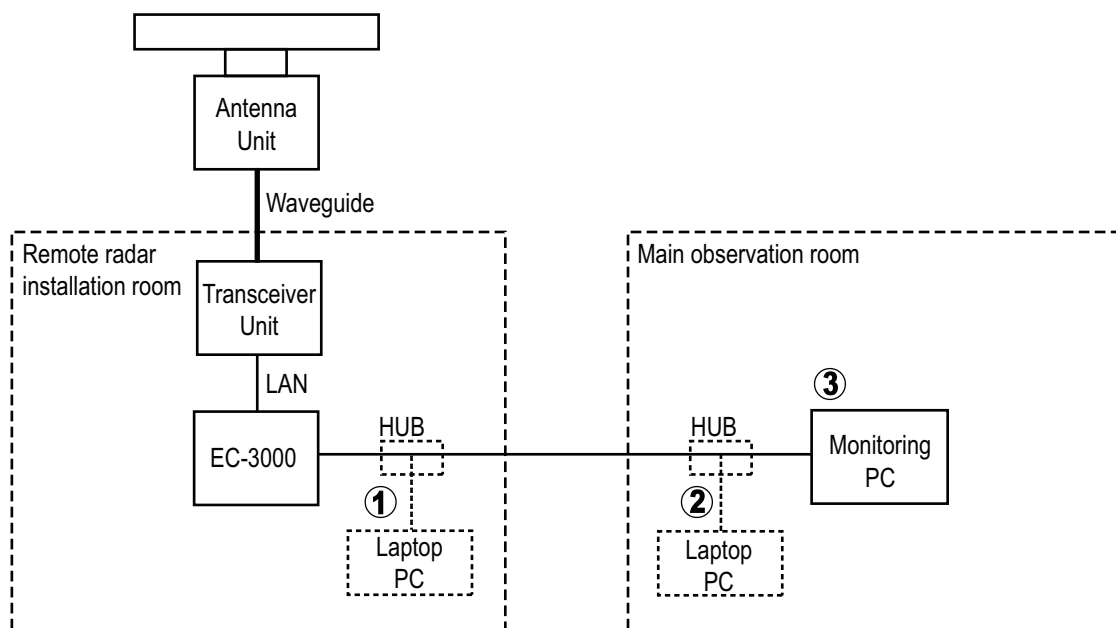 Antenna
Unit
Waveguide
Remote radar
installation room
Main observation room
Transceiver
Unit
LAN
3
HUB
HUB
EC-3000
Monitoring
PC
1
2
Laptop
PC
Laptop
PC